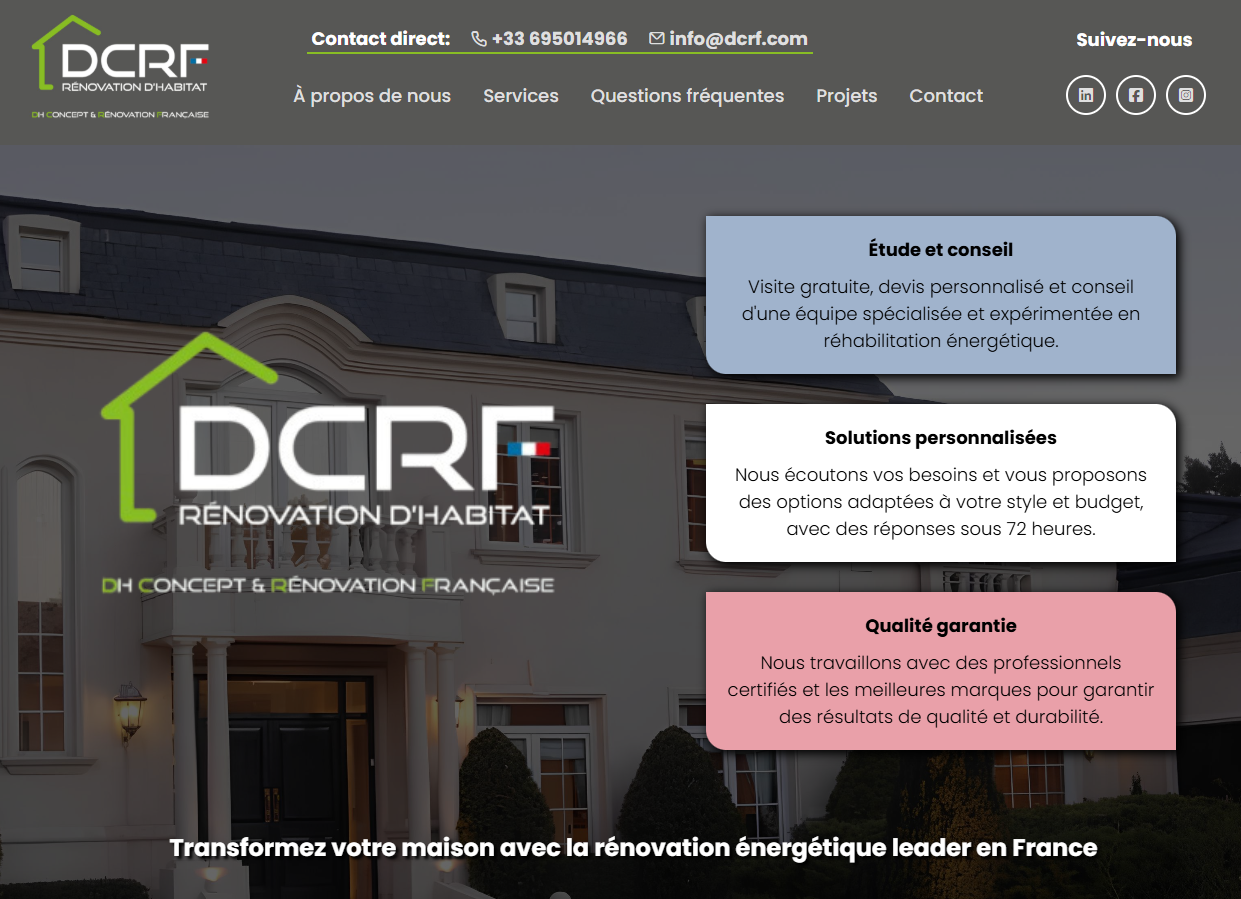 DCRF
RÉNOVATION D'HABITAT
DH CONCEPT & RÉNOVATION FRANÇAISE
Contact direct: +33 695014966 info@dcrf.com
Suivez-nous
À propos de nous Services Questions fréquentes Projets Contact
Étude et conseil
Visite gratuite, devis personnalisé et conseil
d'une équipe spécialisée et expérimentée en
réhabilitation énergétique.
DCRF
RÉNOVATION D'HABITAT
DH CONCEPT & RÉNOVATION FRANÇAISE
Solutions personnalisées
Nous écoutons vos besoins et vous proposons
des options adaptées à votre style et budget,
avec des réponses sous 72 heures.
Qualité garantie
Nous travaillons avec des professionnels
certifiés et les meilleures marques pour garantir
des résultats de qualité et durabilité.
Transformez votre maison avec la rénovation énergétique leader en France